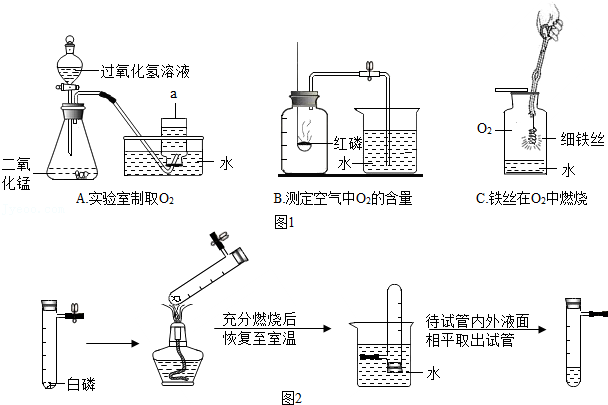 过氧化氢溶液
a
二氧
化锰
水
A.实验室制取O₂
红磷
水
B.测定空气中O₂的含量
O₂
细铁丝
水
C.铁丝在O₂中燃烧
图1
白磷
充分燃烧后
恢复至室温
水
待试管内外液面
相平取出试管
图2